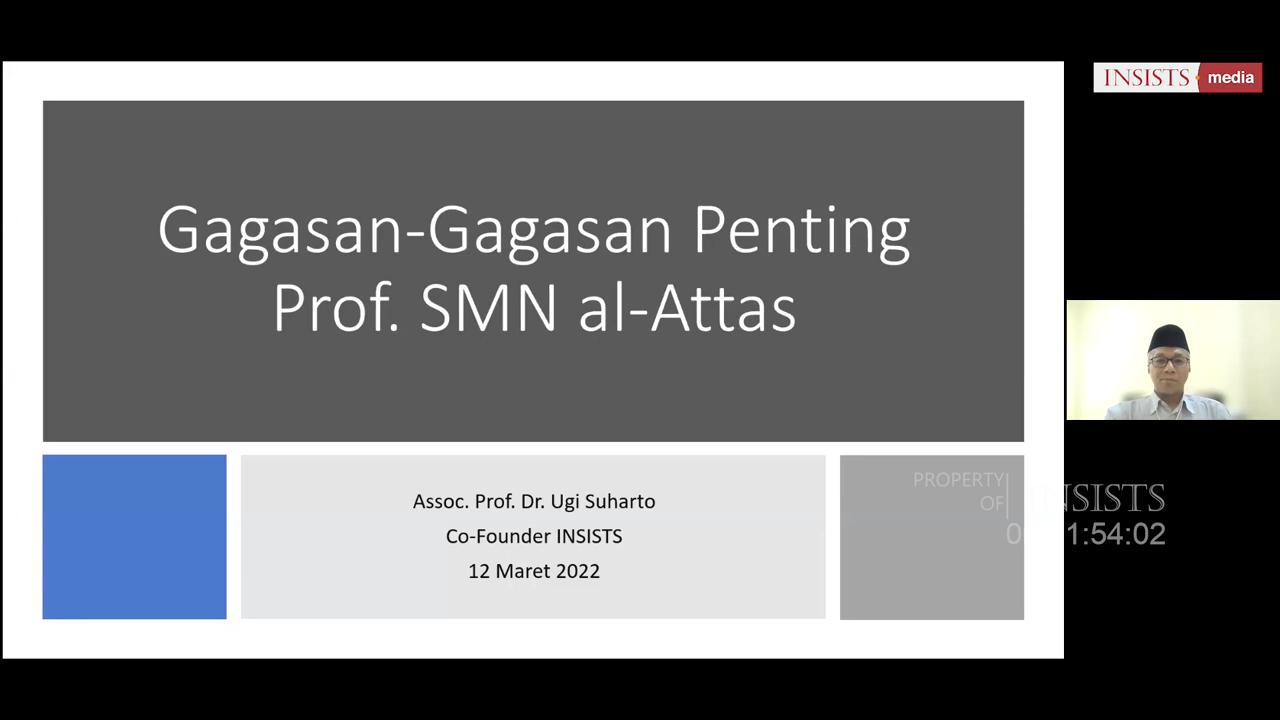 INSISTS media
Gagasan-Gagasan Penting
Prof. SMN al-Attas
Assoc. Prof. Dr. Ugi Suharto
Co-Founder INSISTS
12 Maret 2022
PROPERTY
OF
INSISTS
1:54:02